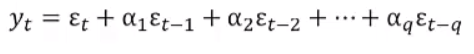 yₜ = εₜ + α₁εₜ₋₁ + α₂εₜ₋₂ + ⋯ + α_qεₜ₋q